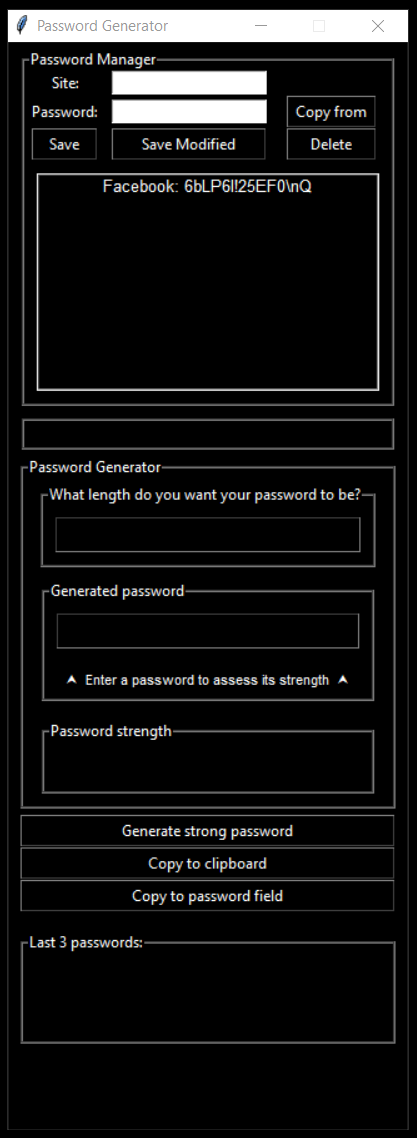 Password Generator
Password Manager
Site:
Password:
Copy from
Save
Save Modified
Delete
Facebook: 6bLP6l!25EF0\nQ
Password Generator
What length do you want your password to be?
Generated password
Enter a password to assess its strength
Password strength
Generate strong password
Copy to clipboard
Copy to password field
Last 3 passwords: